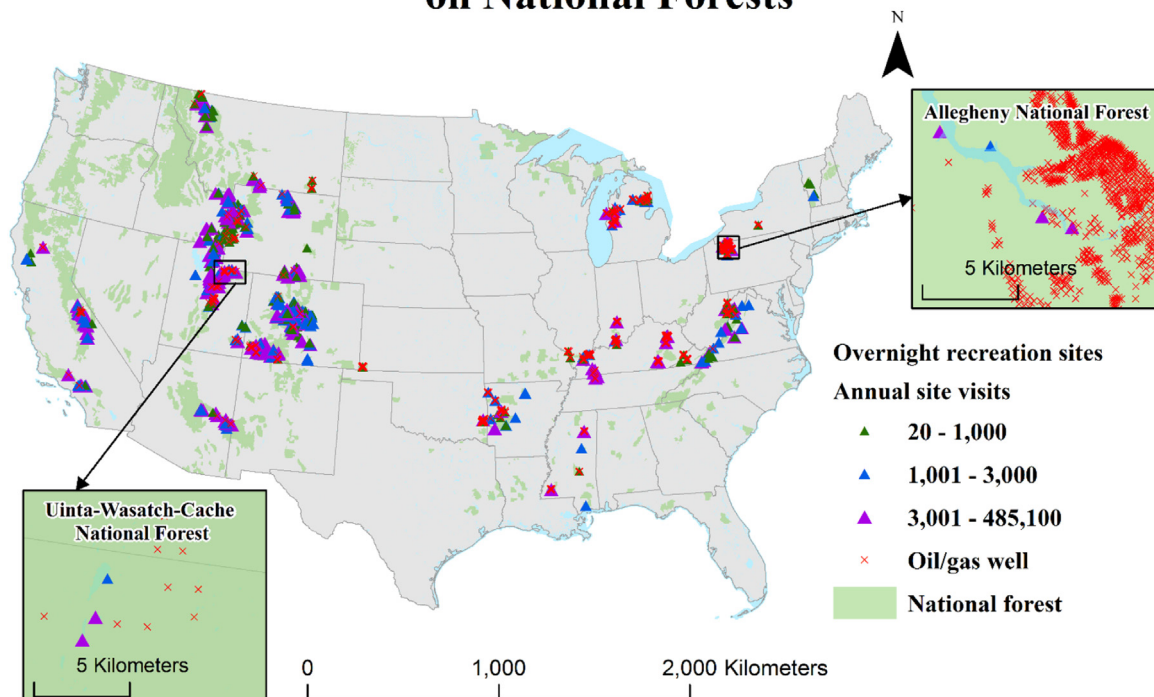 on National Forests
N
Allegheny National Forest
5 Kilometers
Overnight recreation sites
Annual site visits
20 - 1,000
1,001 - 3,000
3,001 - 485,100
Oil/gas well
National forest
Uinta-Wasatch-Cache
National Forest
5 Kilometers
0 1,000 2,000 Kilometers